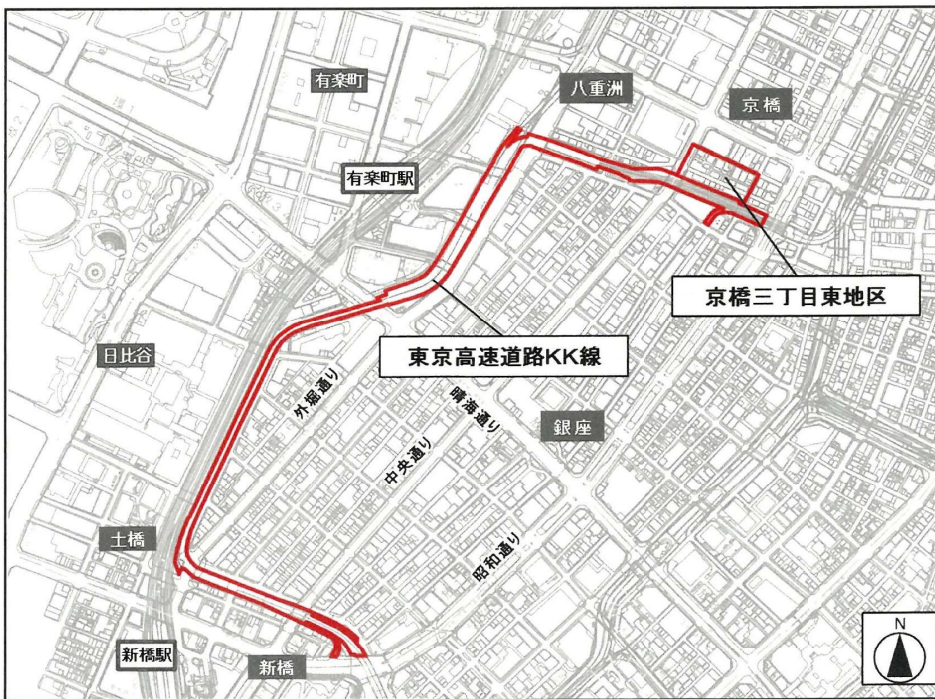 有楽町
八重洲
京橋
有楽町駅
京橋三丁目東地区
東京高速道路KK線
日比谷
外堀通り
晴海通り
銀座
中央通り
土橋
昭和通り
新橋駅
新橋
N